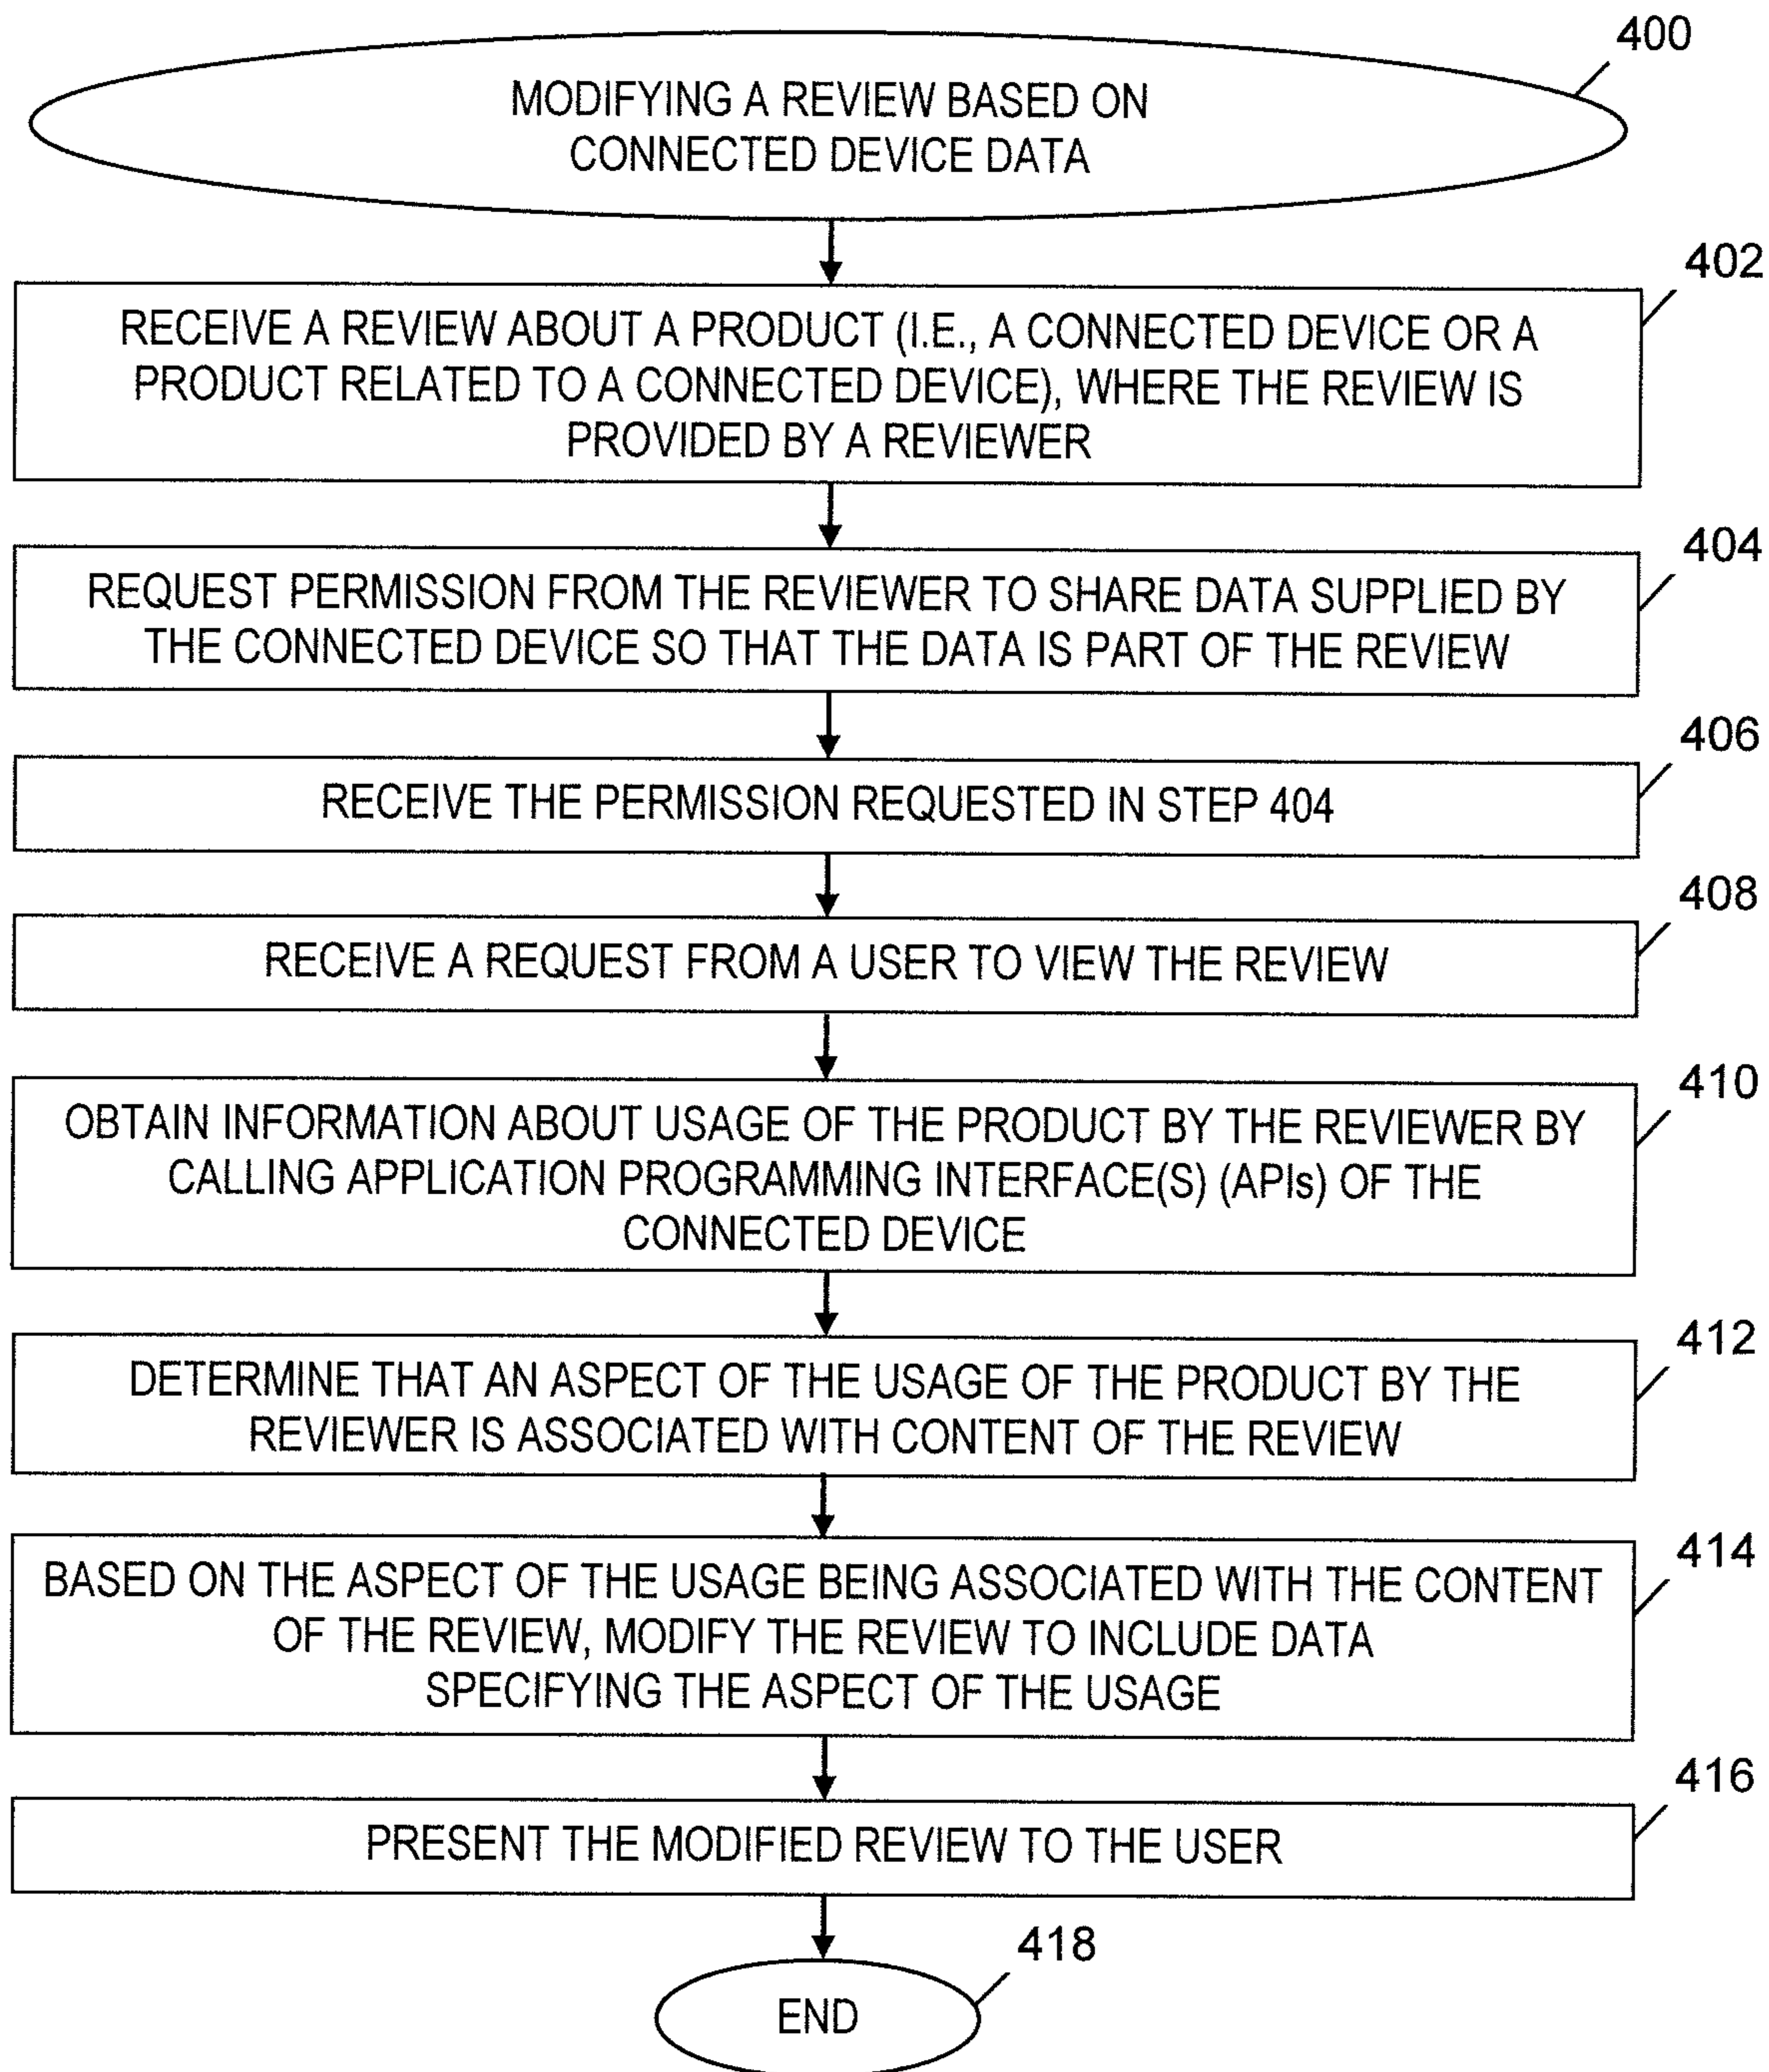 400
MODIFYING A REVIEW BASED ON
CONNECTED DEVICE DATA
402
RECEIVE A REVIEW ABOUT A PRODUCT (I.E., A CONNECTED DEVICE OR A
PRODUCT RELATED TO A CONNECTED DEVICE), WHERE THE REVIEW IS
PROVIDED BY A REVIEWER
404
REQUEST PERMISSION FROM THE REVIEWER TO SHARE DATA SUPPLIED BY
THE CONNECTED DEVICE SO THAT THE DATA IS PART OF THE REVIEW
406
RECEIVE THE PERMISSION REQUESTED IN STEP 404
408
RECEIVE A REQUEST FROM A USER TO VIEW THE REVIEW
410
OBTAIN INFORMATION ABOUT USAGE OF THE PRODUCT BY THE REVIEWER BY
CALLING APPLICATION PROGRAMMING INTERFACE(S) (APIs) OF THE
CONNECTED DEVICE
412
DETERMINE THAT AN ASPECT OF THE USAGE OF THE PRODUCT BY THE
REVIEWER IS ASSOCIATED WITH CONTENT OF THE REVIEW
414
BASED ON THE ASPECT OF THE USAGE BEING ASSOCIATED WITH THE CONTENT
OF THE REVIEW, MODIFY THE REVIEW TO INCLUDE DATA
SPECIFYING THE ASPECT OF THE USAGE
416
PRESENT THE MODIFIED REVIEW TO THE USER
418
END